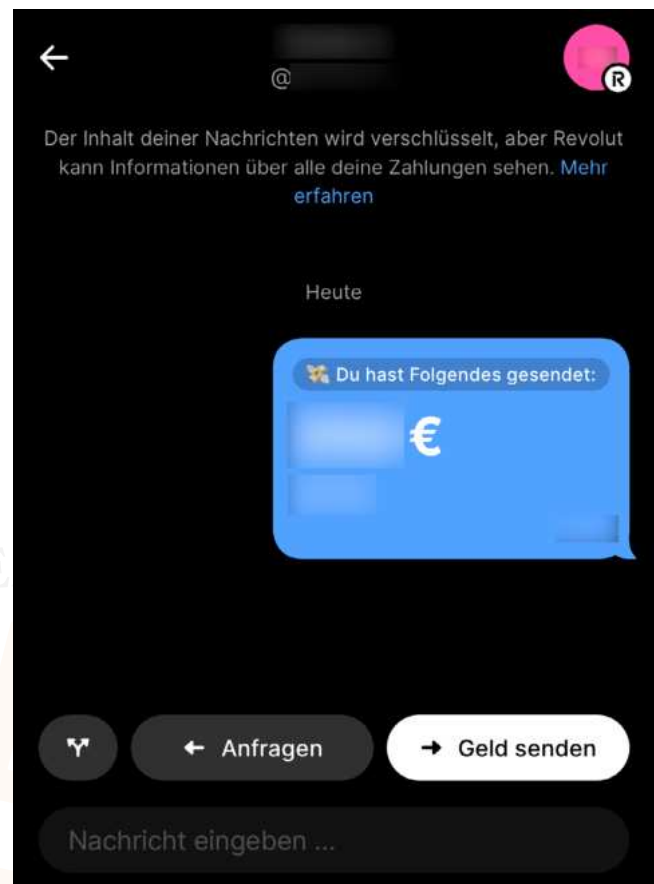 @
Der Inhalt deiner Nachrichten wird verschlüsselt, aber Revolut
kann Informationen über alle deine Zahlungen sehen. Mehr
erfahren
Heute
💸 Du hast Folgendes gesendet:
€
Anfragen
Geld senden
Nachricht eingeben ...